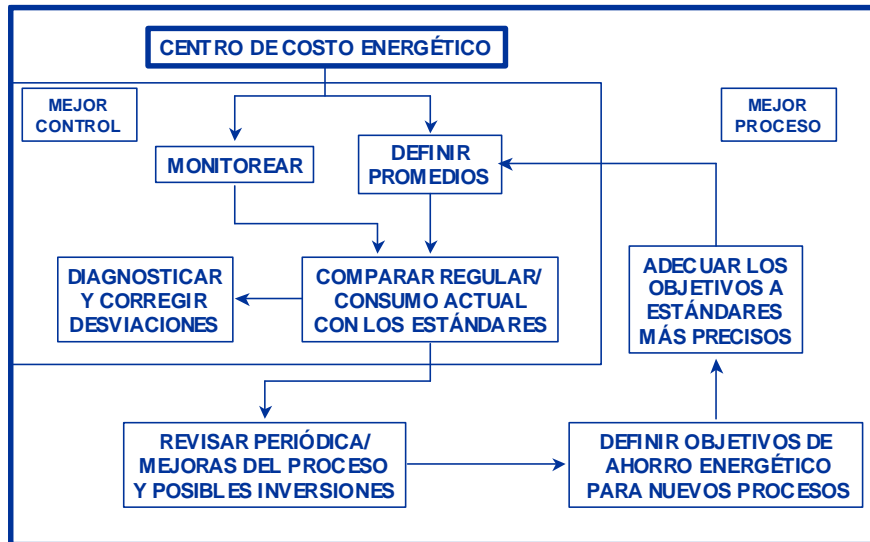 CENTRO DE COSTO ENERGÉTICO
MEJOR
CONTROL
MEJOR
PROCESO
MONITOREAR
DEFINIR
PROMEDIOS
DIAGNOSTICAR
Y CORREGIR
DESVIACIONES
COMPARAR REGULAR/
CONSUMO ACTUAL
CON LOS ESTÁNDARES
ADECUAR LOS
OBJETIVOS A
ESTÁNDARES
MÁS PRECISOS
REVISAR PERIÓDICA/
MEJORAS DEL PROCESO
Y POSIBLES INVERSIONES
DEFINIR OBJETIVOS DE
AHORRO ENERGÉTICO
PARA NUEVOS PROCESOS